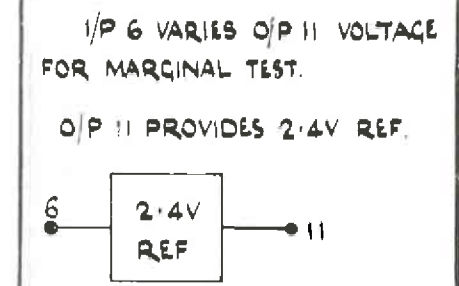 I/P 6 VARIES O/P 11 VOLTAGE
FOR MARGINAL TEST.
O/P 11 PROVIDES 2.4V REF.
6
2.4V
11
REF